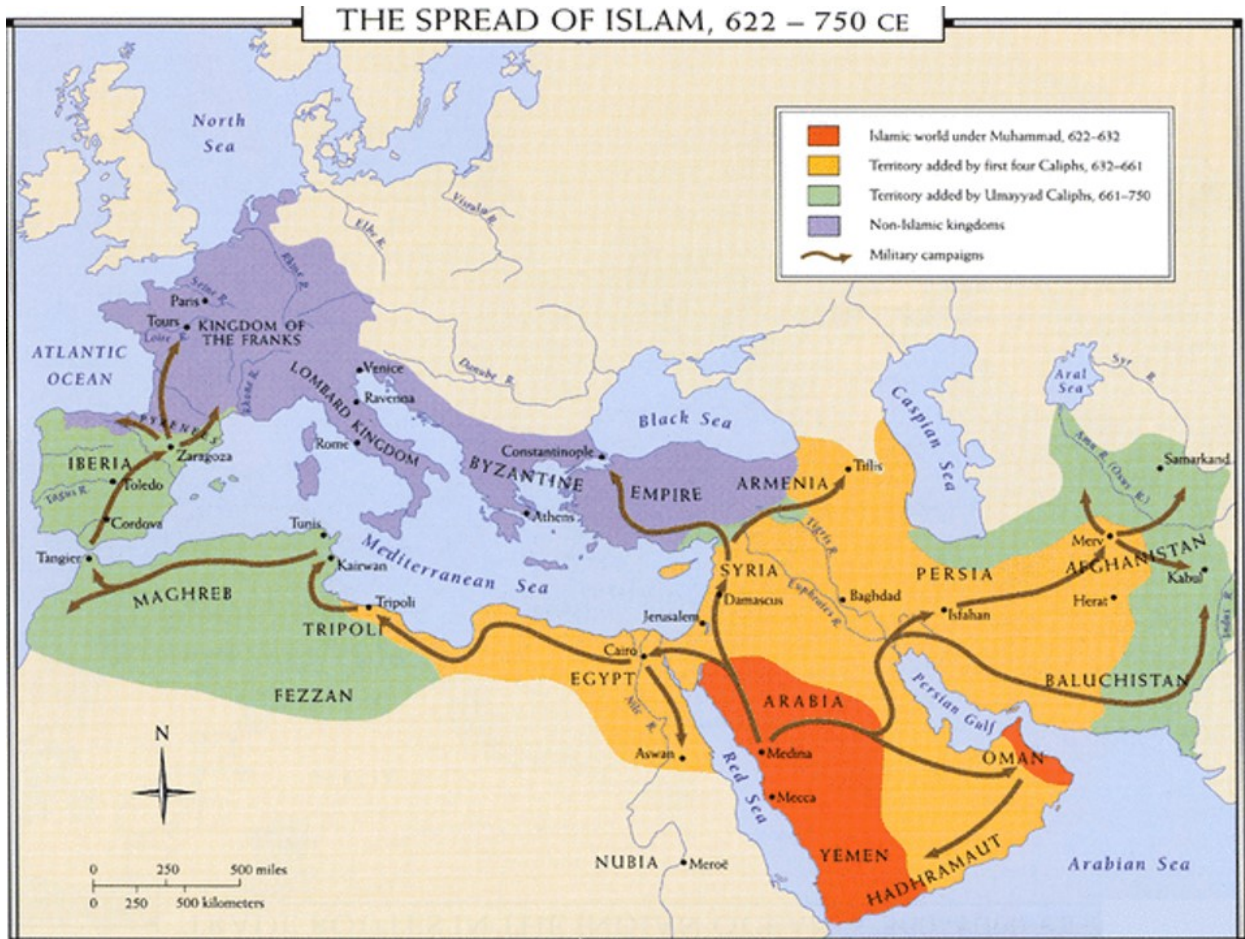 THE SPREAD OF ISLAM, 622 – 750 CE
North
Sea
Islamic world under Muhammad, 622–632
Territory added by first four Caliphs, 632–661
Territory added by Umayyad Caliphs, 661–750
Non-Islamic kingdoms
Military campaigns
Vistula R.
Elbe R.
Rhine R.
Seine R.
Paris
Tours
Loire R.
KINGDOM OF
THE FRANKS
ATLANTIC
OCEAN
Rhone R.
Danube R.
Venice
Ravenna
LOMBARD KINGDOM
Rome
Black Sea
Caspian Sea
Aral
Sea
Syr. R.
Amu R. (Oxus R.)
Samarkand
PYRENEES
Zaragoza
IBERIA
Toledo
Tagus R.
Cordova
Constantinople
BYZANTINE
EMPIRE
Athens
ARMENIA
Tiflis
Tigris R.
Tangier
Tunis
Kairwan
MAGHREB
Mediterranean Sea
Tripoli
TRIPOLI
FEZZAN
SYRIA
Damascus
Jerusalem
Euphrates R.
Baghdad
PERSIA
Isfahan
Merv
AFGHANISTAN
Kabul
Herat
Indus R.
BALUCHISTAN
Cairo
EGYPT
Nile R.
Aswan
ARABIA
Medina
Mecca
Red Sea
Persian Gulf
OMAN
YEMEN
HADHRAMAUT
NUBIA
Meroë
Arabian Sea
N
0 250 500 miles
0 250 500 kilometers